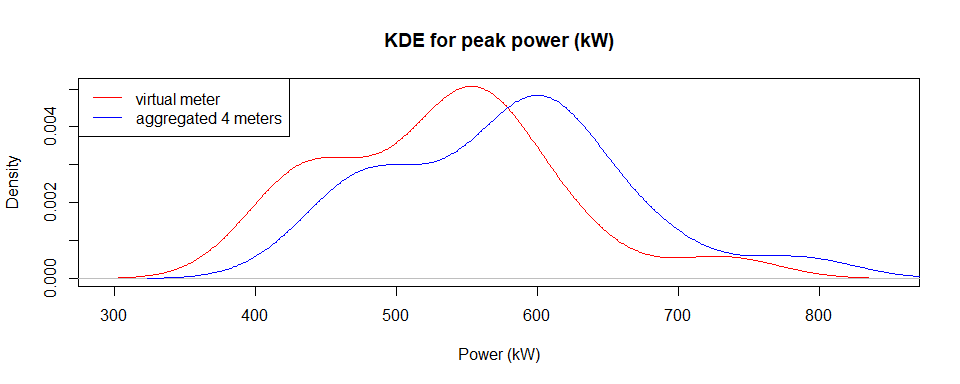 KDE for peak power (kW)
virtual meter
aggregated 4 meters
Density
0.004
0.002
0.000
300 400 500 600 700 800
Power (kW)